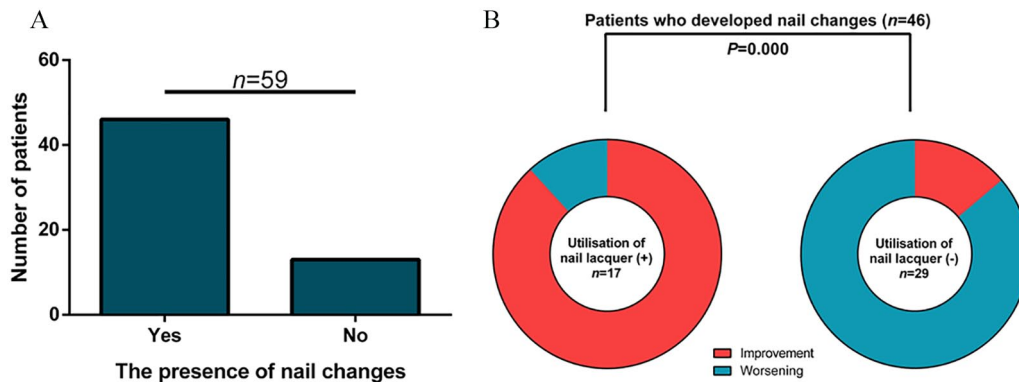 A
Number of patients
60
40
20
0
n=59
Yes
No
The presence of nail changes
B
Patients who developed nail changes (n=46)
P=0.000
Utilisation of
nail lacquer (+)
n=17
Utilisation of
nail lacquer (-)
n=29
Improvement
Worsening